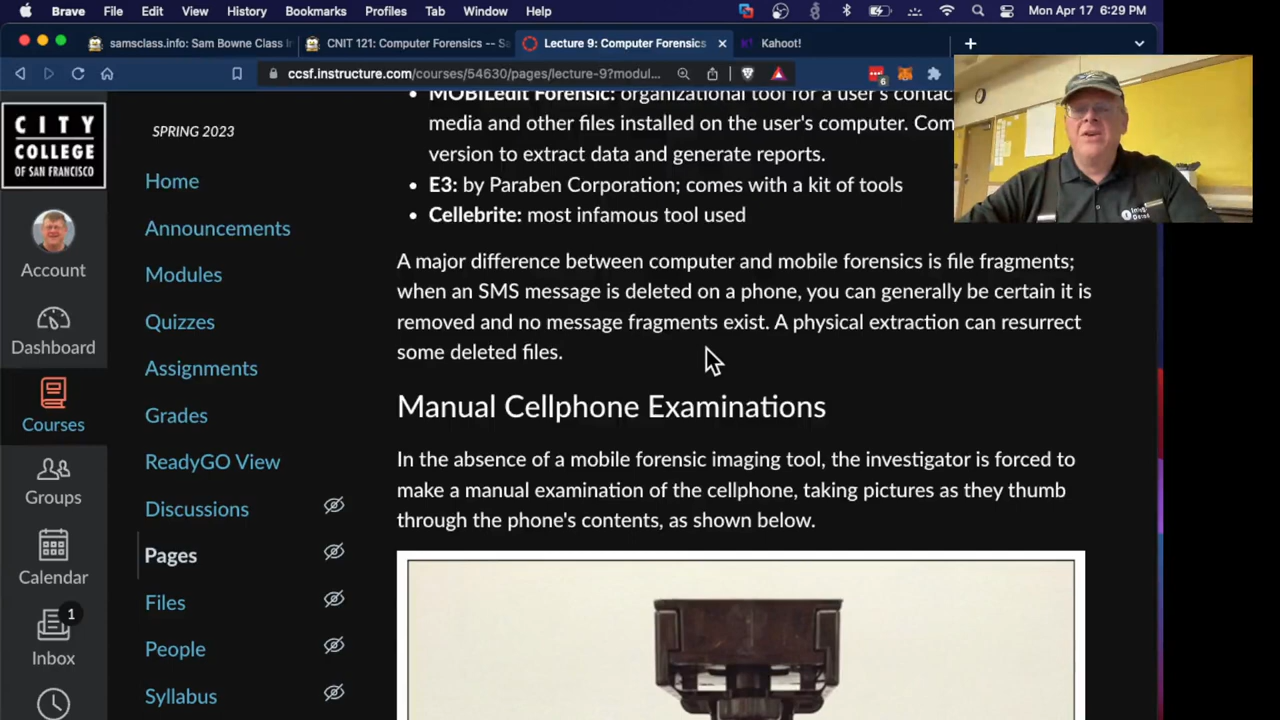 Brave File Edit View History Bookmarks Profiles Tab Window Help Mon Apr 17 6:29 PM
samsclass.info: Sam Bowne Class I
CNIT 121: Computer Forensics -- S
Lecture 9: Computer Forensics
Kahoot!
ccsf.instructure.com/courses/54630/pages/lecture-9?modul...
6
CITY
COLLEGE
OF SAN FRANCISCO
Account
Dashboard
Courses
Groups
Calendar
1
Inbox
SPRING 2023
Home
Announcements
Modules
Quizzes
Assignments
Grades
ReadyGO View
Discussions
Pages
Files
People
Syllabus
• MOBILedit Forensic: organizational tool for a user's contac
media and other files installed on the user's computer. Com
version to extract data and generate reports.
• E3: by Paraben Corporation; comes with a kit of tools
• Cellebrite: most infamous tool used
A major difference between computer and mobile forensics is file fragments;
when an SMS message is deleted on a phone, you can generally be certain it is
removed and no message fragments exist. A physical extraction can resurrect
some deleted files.
Manual Cellphone Examinations
In the absence of a mobile forensic imaging tool, the investigator is forced to
make a manual examination of the cellphone, taking pictures as they thumb
through the phone's contents, as shown below.